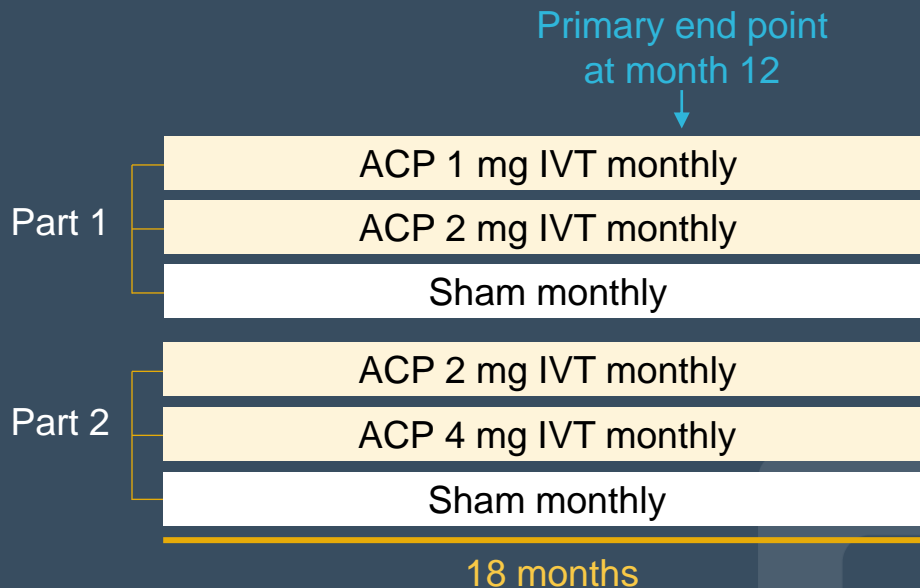 Primary end point
at month 12
Part 1
ACP 1 mg IVT monthly
ACP 2 mg IVT monthly
Sham monthly
Part 2
ACP 2 mg IVT monthly
ACP 4 mg IVT monthly
Sham monthly
18 months